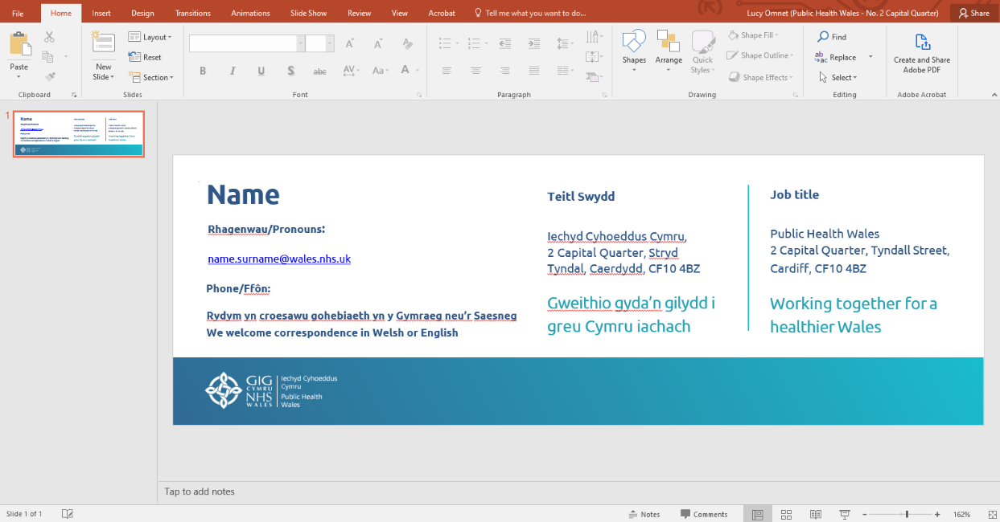 File Home Insert Design Transitions Animations Slide Show Review View Acrobat Tell me what you want to do... Lucy Omnet (Public Health Wales - No. 2 Capital Quarter) Share
Paste
Clipboard
New Slide
Layout
Reset
Section
Slides
B I U S abc AV Aa A
Font
Paragraph
Shapes
Arrange
Quick Styles
Shape Fill
Shape Outline
Shape Effects
Drawing
Find
Replace
Select
Editing
Create and Share
Adobe PDF
Adobe Acrobat
1
Name
Rhagenwau/Pronouns:
name.surname@wales.nhs.uk
Phone/Ffôn:
Rydym yn croesawu gohebiaeth yn y Gymraeg neu’r Saesneg
We welcome correspondence in Welsh or English
Teitl Swydd
Iechyd Cyhoeddus Cymru,
2 Capital Quarter, Stryd
Tyndal, Caerdydd, CF10 4BZ
Gweithio gyda’n gilydd i
greu Cymru iachach
Job title
Public Health Wales
2 Capital Quarter, Tyndall Street,
Cardiff, CF10 4BZ
Working together for a
healthier Wales
GIG
CYMRU
NHS
WALES
Iechyd Cyhoeddus
Cymru
Public Health
Wales
Tap to add notes
Slide 1 of 1 Notes Comments 162%